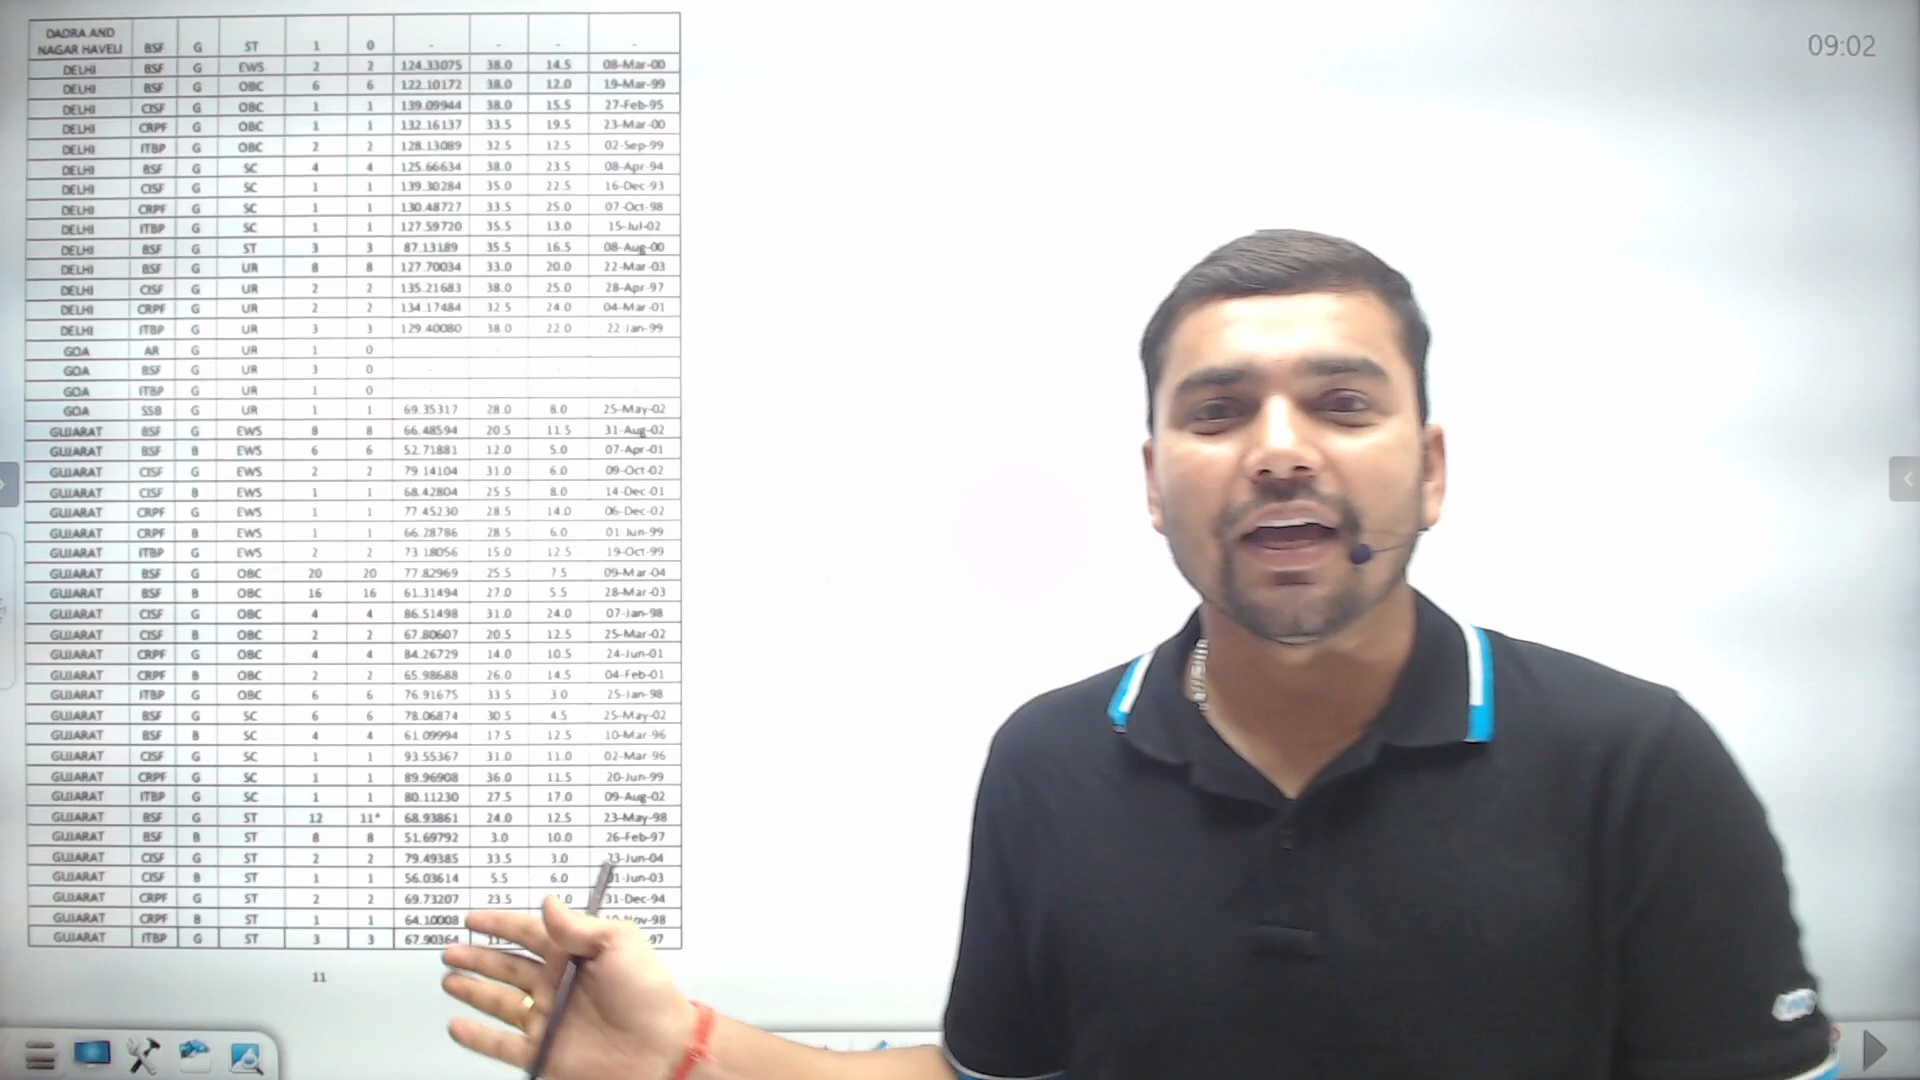 09:02
DADRA AND
NAGAR HAVELI BSF G ST 1 0 - - - -
DELHI BSF G EWS 2 2 124.33075 38.0 14.5 08-Mar-00
DELHI BSF G OBC 6 6 122.10172 38.0 12.0 19-Mar-99
DELHI CISF G OBC 1 1 139.09944 38.0 15.5 27-Feb-95
DELHI CRPF G OBC 1 1 132.16137 33.5 19.5 23-Mar-00
DELHI ITBP G OBC 2 2 128.13089 32.5 12.5 02-Sep-99
DELHI BSF G SC 4 4 125.66634 38.0 23.5 08-Apr-94
DELHI CISF G SC 1 1 139.30284 35.0 22.5 16-Dec-93
DELHI CRPF G SC 1 1 130.48727 33.5 25.0 07-Oct-98
DELHI ITBP G SC 1 1 127.59720 35.5 13.0 15-Jul-02
DELHI BSF G ST 3 3 87.13189 35.5 16.5 08-Aug-00
DELHI BSF G UR 8 8 127.70034 33.0 20.0 22-Mar-03
DELHI CISF G UR 2 2 135.21683 38.0 25.0 28-Apr-97
DELHI CRPF G UR 2 2 134.17484 32.5 24.0 04-Mar-01
DELHI ITBP G UR 3 3 129.40080 38.0 22.0 22-Jan-99
GOA AR G UR 1 0
GOA BSF G UR 3 0
GOA ITBP G UR 1 0
GOA SSB G UR 1 1 69.35317 28.0 8.0 25-May-02
GUJARAT BSF G EWS 8 8 66.48594 20.5 11.5 31-Aug-02
GUJARAT BSF B EWS 6 6 52.71881 12.0 5.0 07-Apr-01
GUJARAT CISF G EWS 2 2 79.14104 31.0 6.0 09-Oct-02
GUJARAT CISF B EWS 1 1 68.42804 25.5 8.0 14-Dec-01
GUJARAT CRPF G EWS 1 1 77.45230 28.5 14.0 06-Dec-02
GUJARAT CRPF B EWS 1 1 66.28786 28.5 6.0 01-Jun-99
GUJARAT ITBP G EWS 2 2 73.18056 15.0 12.5 19-Oct-99
GUJARAT BSF G OBC 20 20 77.82969 25.5 7.5 09-Mar-04
GUJARAT BSF B OBC 16 16 61.31494 27.0 5.5 28-Mar-03
GUJARAT CISF G OBC 4 4 86.51498 31.0 24.0 07-Jan-98
GUJARAT CISF B OBC 2 2 67.80607 20.5 12.5 25-Mar-02
GUJARAT CRPF G OBC 4 4 84.26729 14.0 10.5 24-Jun-01
GUJARAT CRPF B OBC 2 2 65.98688 26.0 14.5 04-Feb-01
GUJARAT ITBP G OBC 6 6 76.91675 33.5 3.0 25-Jan-98
GUJARAT BSF G SC 6 6 78.06874 30.5 4.5 25-May-02
GUJARAT BSF B SC 4 4 61.09994 17.5 12.5 10-Mar-96
GUJARAT CISF G SC 1 1 93.55367 31.0 11.0 02-Mar-96
GUJARAT CRPF G SC 1 1 89.96908 36.0 11.5 20-Jun-99
GUJARAT ITBP G SC 1 1 80.11230 27.5 17.0 09-Aug-02
GUJARAT BSF G ST 12 11* 68.93861 24.0 12.5 23-May-98
GUJARAT BSF B ST 8 8 51.69792 3.0 10.0 26-Feb-97
GUJARAT CISF G ST 2 2 79.49385 33.5 3.0 23-Jun-04
GUJARAT CISF B ST 1 1 56.03614 5.5 6.0 01-Jun-03
GUJARAT CRPF G ST 2 2 69.73207 23.5 31-Dec-94
GUJARAT CRPF B ST 1 1 64.10008
GUJARAT ITBP G ST 3 3 67.90364
11